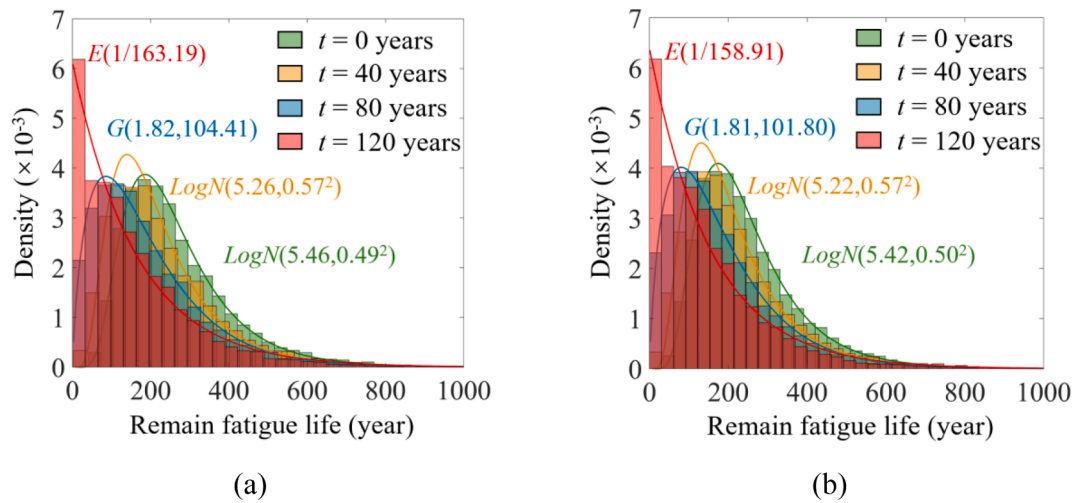 7
6
5
4
3
2
1
0
Density (×10⁻³)
E(1/163.19)
G(1.82,104.41)
LogN(5.26,0.57²)
LogN(5.46,0.49²)
t = 0 years
t = 40 years
t = 80 years
t = 120 years
0 200 400 600 800 1000
Remain fatigue life (year)
(a)
7
6
5
4
3
2
1
0
Density (×10⁻³)
E(1/158.91)
G(1.81,101.80)
LogN(5.22,0.57²)
LogN(5.42,0.50²)
t = 0 years
t = 40 years
t = 80 years
t = 120 years
0 200 400 600 800 1000
Remain fatigue life (year)
(b)